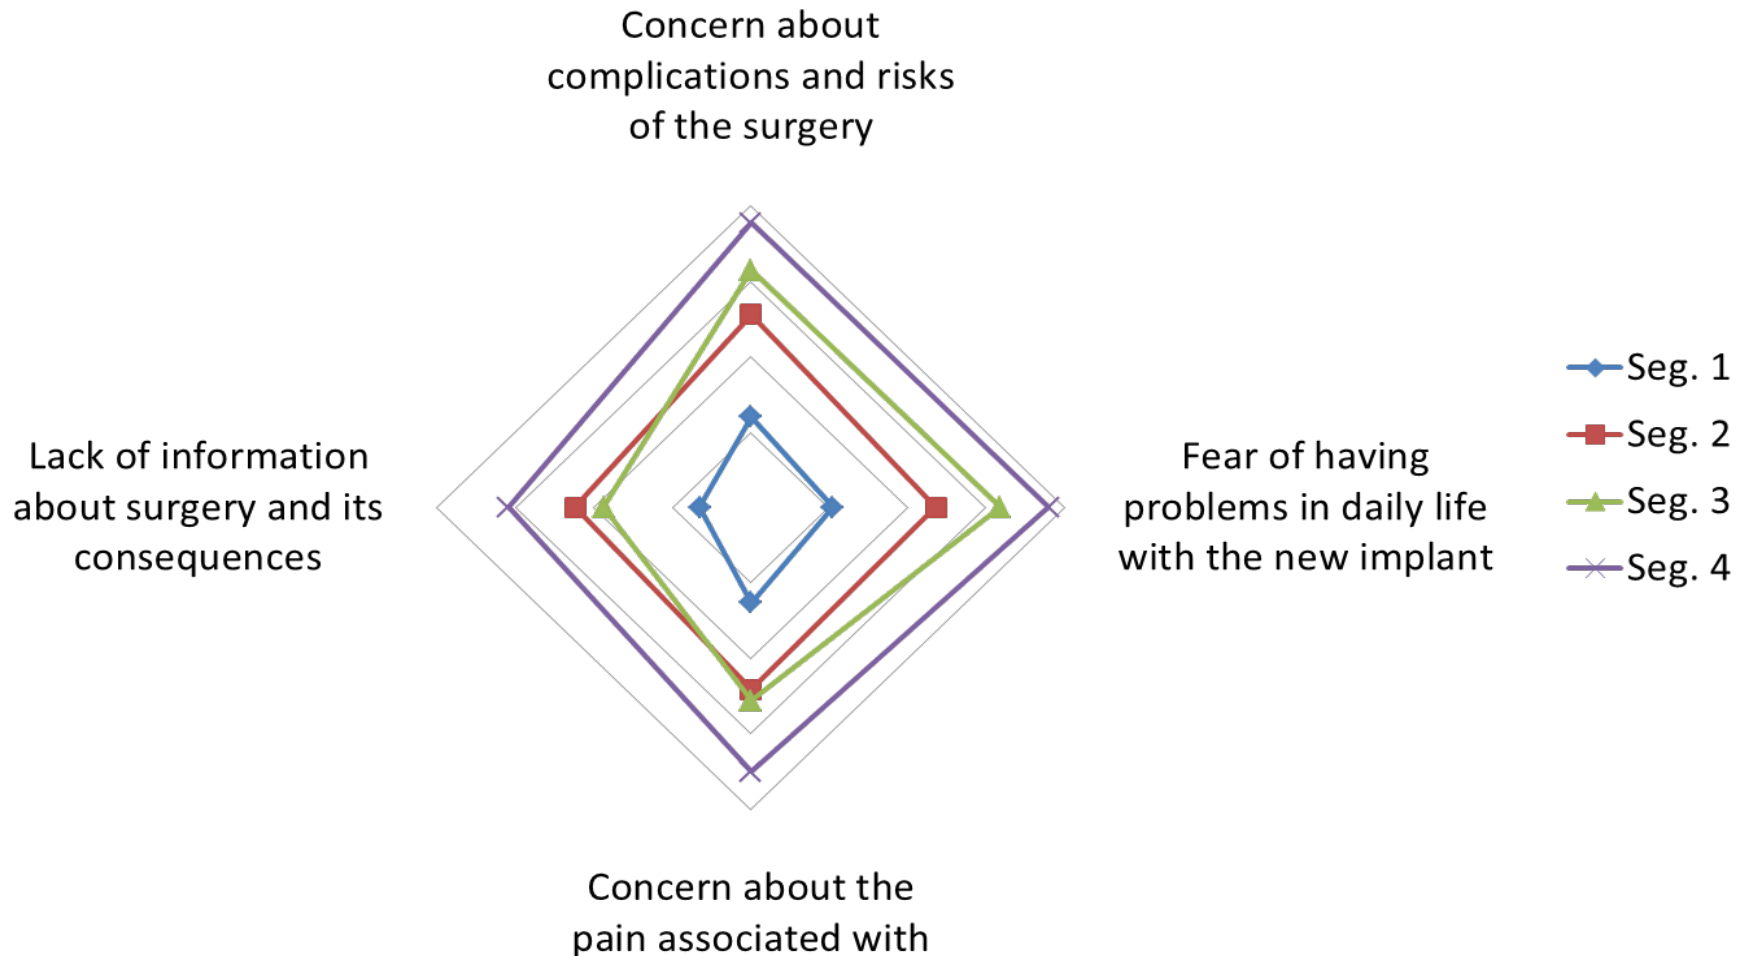 Concern about
complications and risks
of the surgery
Lack of information
about surgery and its
consequences
Fear of having
problems in daily life
with the new implant
Seg. 1
Seg. 2
Seg. 3
Seg. 4
Concern about the
pain associated with